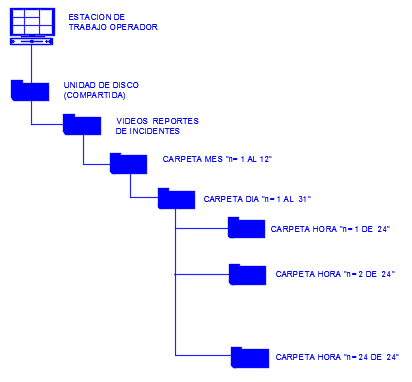 ESTACION DE
TRABAJO OPERADOR
UNIDAD DE DISCO
(COMPARTIDA)
VIDEOS REPORTES
DE INCIDENTES
CARPETA MES "n= 1 AL 12"
CARPETA DIA "n= 1 AL 31"
CARPETA HORA "n= 1 DE 24"
CARPETA HORA "n= 2 DE 24"
CARPETA HORA "n= 24 DE 24"